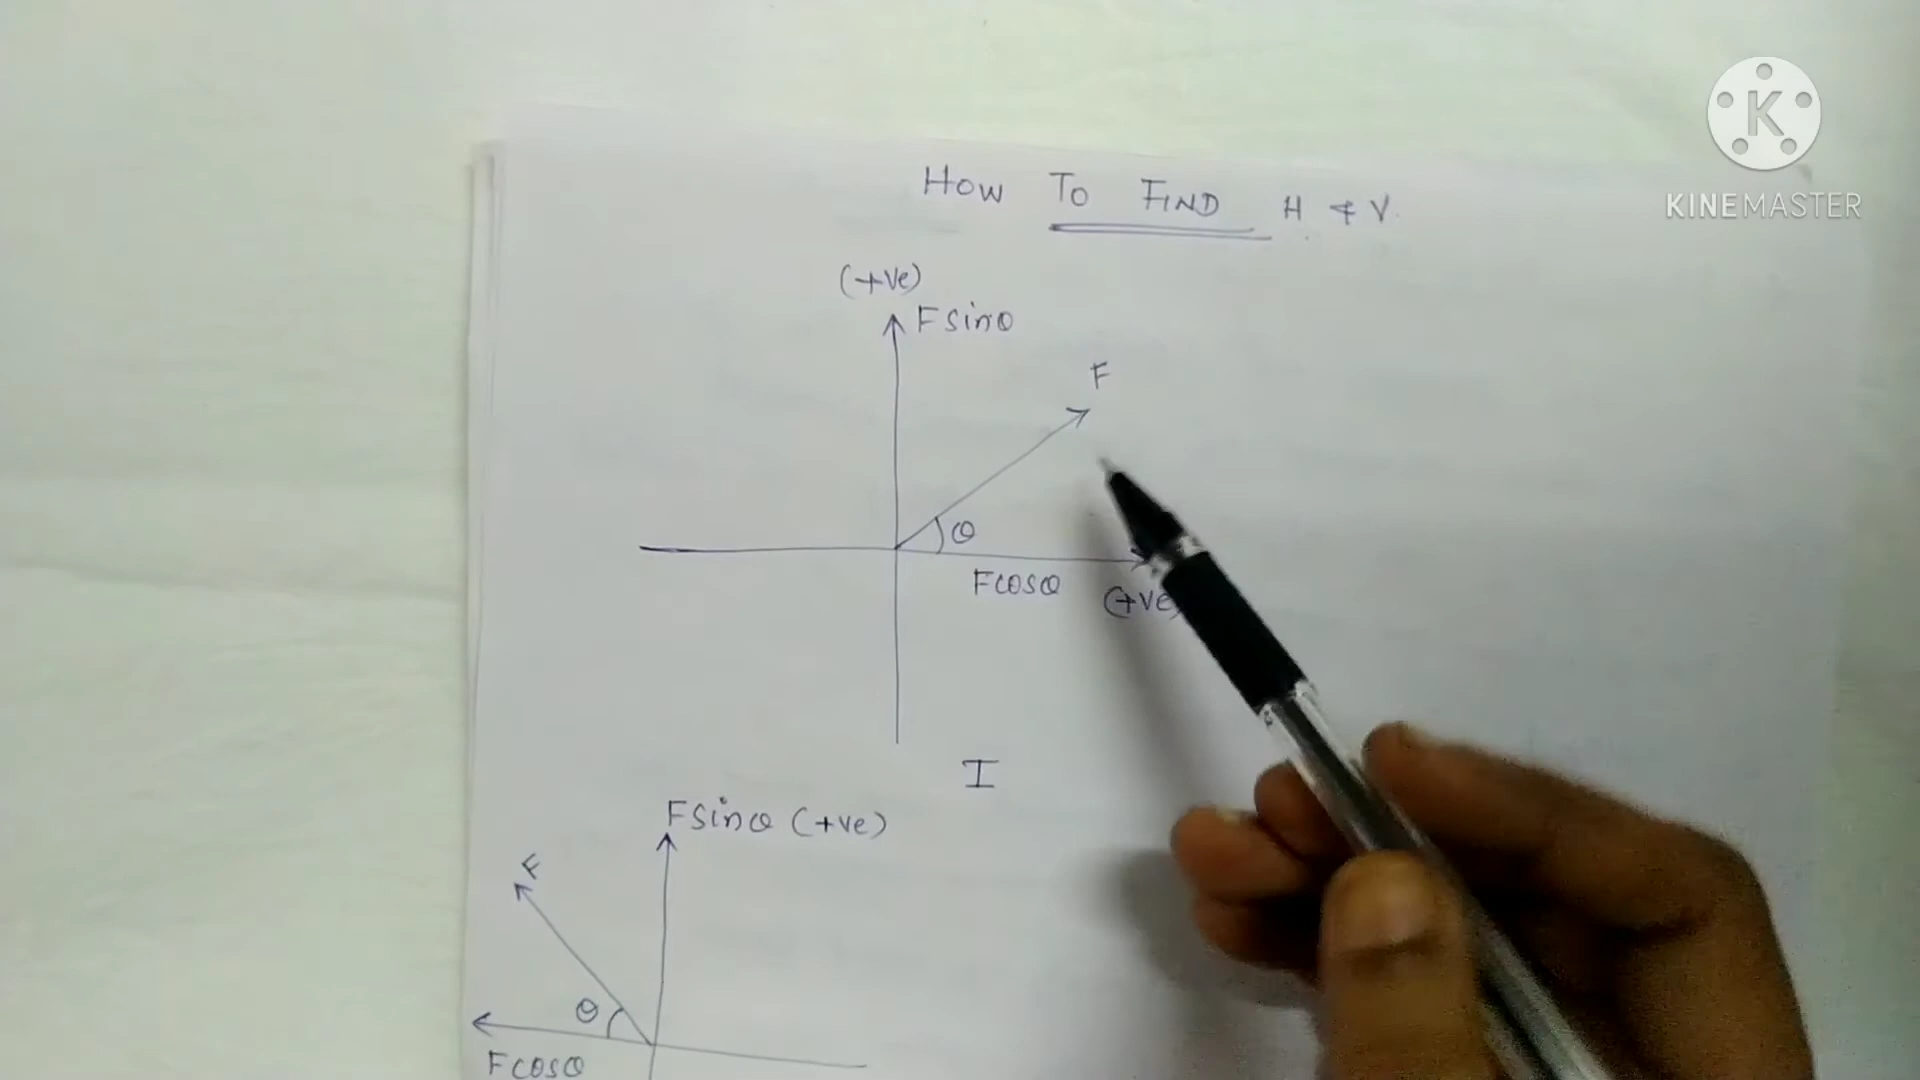 HOW TO FIND H & V.
(+ve)
Fsinθ
F
θ
Fcosθ
(+ve)
I
Fsinθ (+ve)
F
θ
Fcosθ
K
KINEMASTER